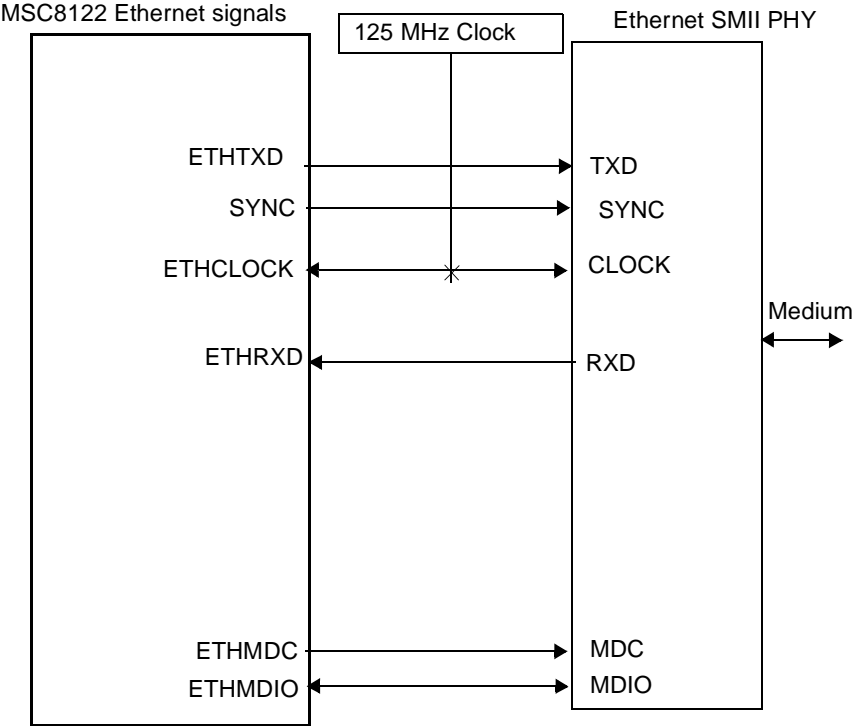 MSC8122 Ethernet signals
125 MHz Clock
Ethernet SMII PHY
ETHTXD
TXD
SYNC
SYNC
ETHCLOCK
CLOCK
Medium
ETHRXD
RXD
ETHMDC
MDC
ETHMDIO
MDIO